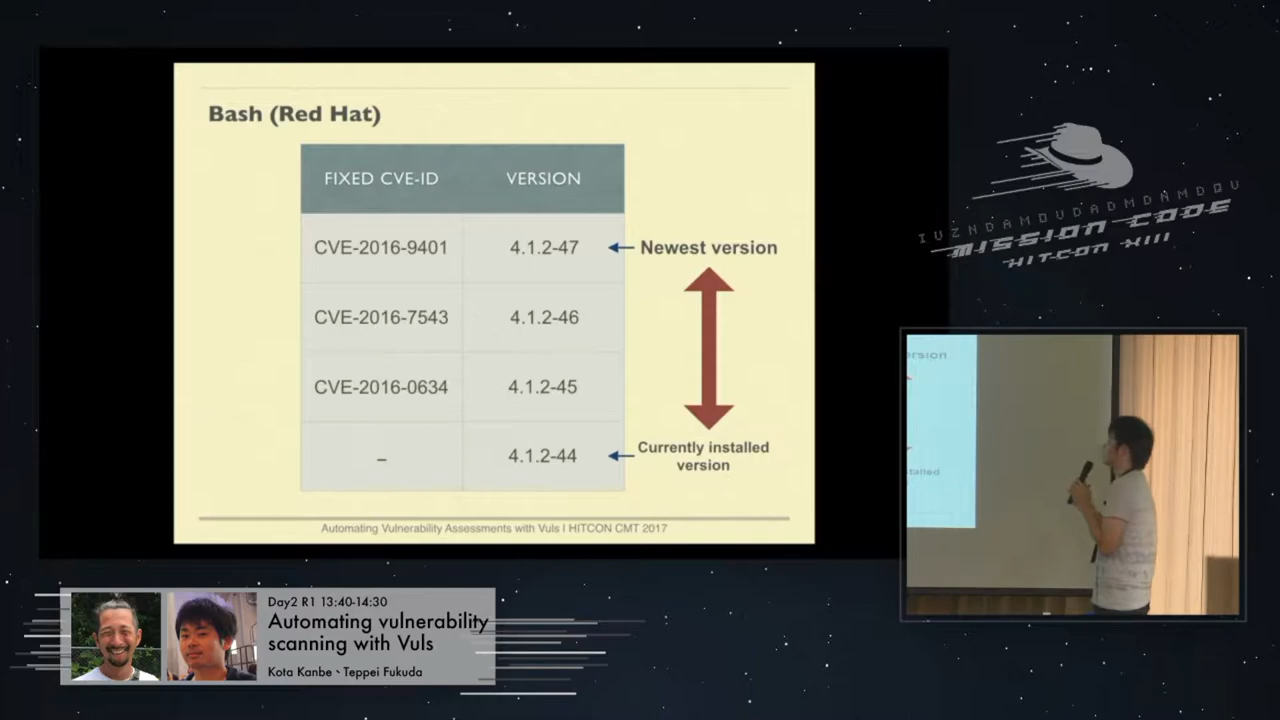 Bash (Red Hat)
FIXED CVE-ID VERSION
CVE-2016-9401 4.1.2-47 Newest version
CVE-2016-7543 4.1.2-46
CVE-2016-0634 4.1.2-45
– 4.1.2-44 Currently installed
version
Automating Vulnerability Assessments with Vuls I HITCON CMT 2017
IVZNDAMDVDADMDAMDQU
MISSION CODE
HITCON XIII
ersion
talled
Day2 R1 13:40-14:30
Automating vulnerability
scanning with Vuls
Kota Kanbe、Teppei Fukuda